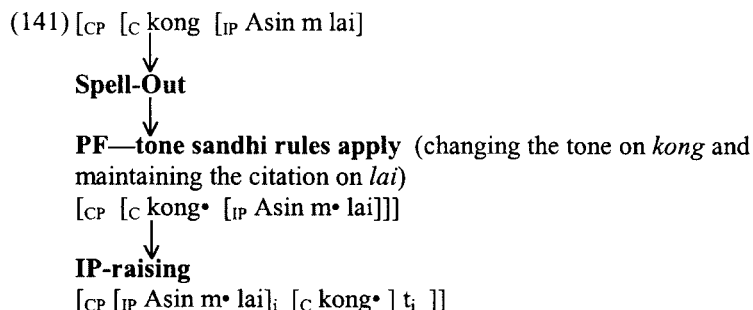 (141) [CP [C kong [IP Asin m lai]
Spell-Out
PF—tone sandhi rules apply (changing the tone on kong and
maintaining the citation on lai)
[CP [C kong• [IP Asin m• lai]]]
IP-raising
[CP [IP Asin m• lai]i [C kong• ] ti ]]